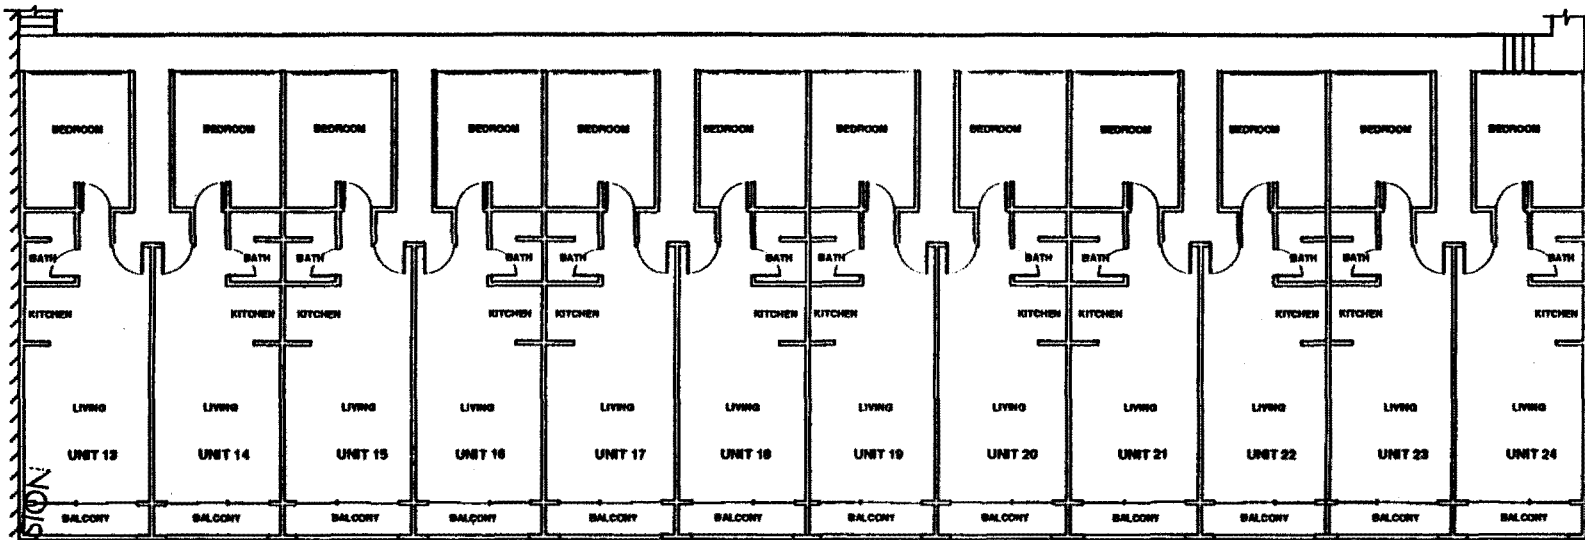 BEDROOM BEDROOM BEDROOM BEDROOM BEDROOM BEDROOM BEDROOM BEDROOM BEDROOM BEDROOM BEDROOM BEDROOM
BATH BATH BATH BATH BATH BATH BATH BATH BATH BATH BATH BATH
KITCHEN KITCHEN KITCHEN KITCHEN KITCHEN KITCHEN KITCHEN KITCHEN KITCHEN KITCHEN KITCHEN KITCHEN
LIVING LIVING LIVING LIVING LIVING LIVING LIVING LIVING LIVING LIVING LIVING LIVING
UNIT 13 UNIT 14 UNIT 15 UNIT 16 UNIT 17 UNIT 18 UNIT 19 UNIT 20 UNIT 21 UNIT 22 UNIT 23 UNIT 24
SION
BALCONY BALCONY BALCONY BALCONY BALCONY BALCONY BALCONY BALCONY BALCONY BALCONY BALCONY BALCONY